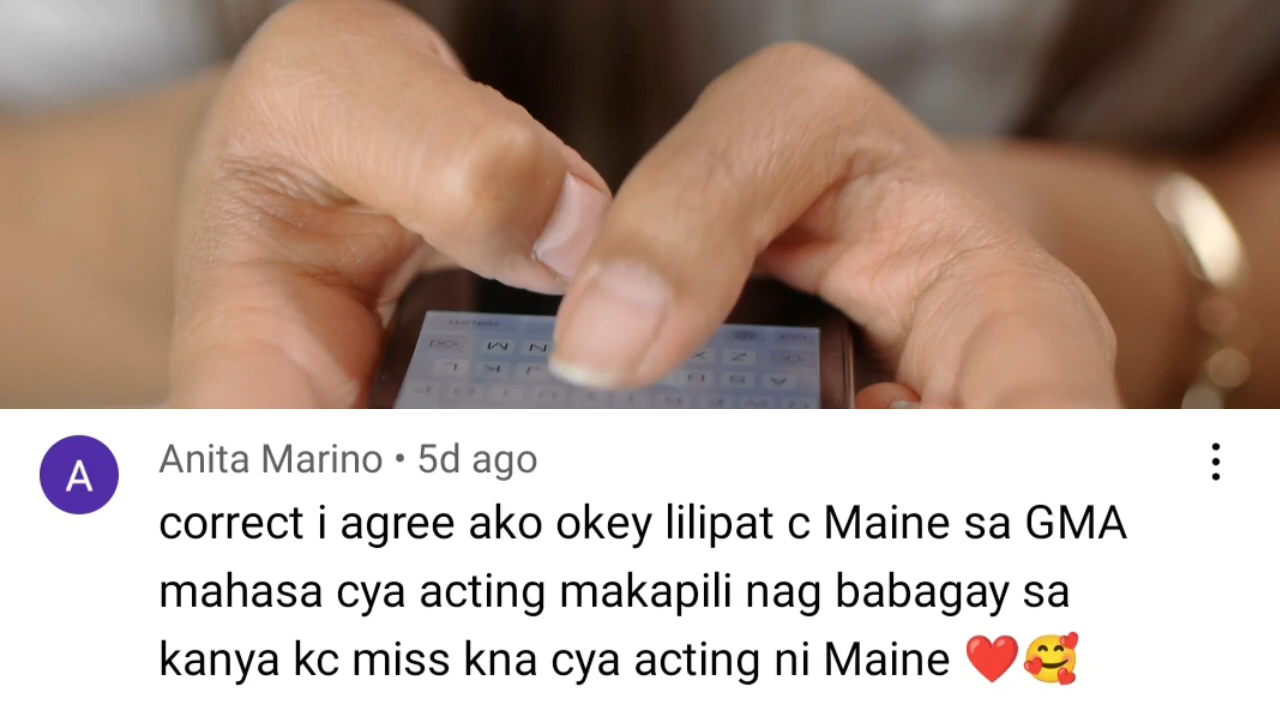 A
Anita Marino • 5d ago
correct i agree ako okey lilipat c Maine sa GMA
mahasa cya acting makapili nag babagay sa
kanya kc miss kna cya acting ni Maine ❤️🥰